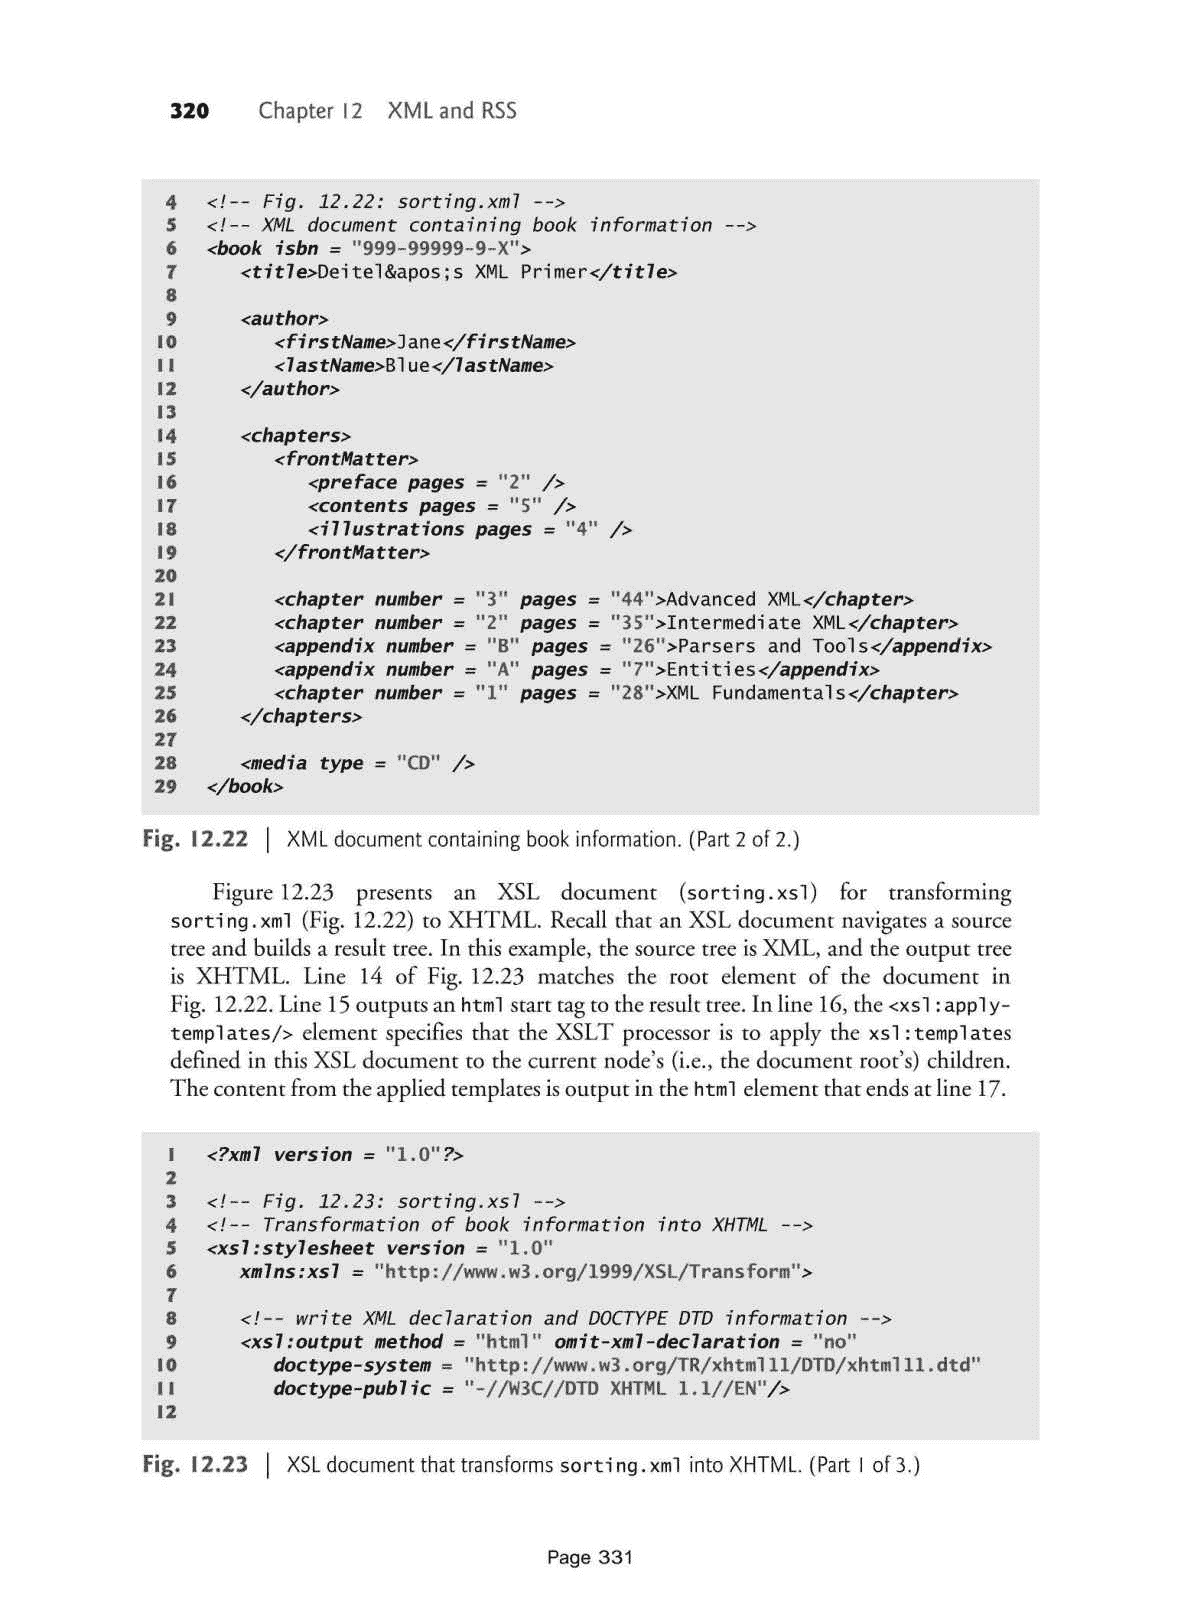 320 Chapter 12 XML and RSS
4 <!-- Fig. 12.22: sorting.xml -->
5 <!-- XML document containing book information -->
6 <book isbn = "999-99999-9-X">
7 <title>Deitel&apos;s XML Primer</title>
8
9 <author>
10 <firstName>Jane</firstName>
11 <lastName>Blue</lastName>
12 </author>
13
14 <chapters>
15 <frontMatter>
16 <preface pages = "2" />
17 <contents pages = "5" />
18 <illustrations pages = "4" />
19 </frontMatter>
20
21 <chapter number = "3" pages = "44">Advanced XML</chapter>
22 <chapter number = "2" pages = "35">Intermediate XML</chapter>
23 <appendix number = "B" pages = "26">Parsers and Tools</appendix>
24 <appendix number = "A" pages = "7">Entities</appendix>
25 <chapter number = "1" pages = "28">XML Fundamentals</chapter>
26 </chapters>
27
28 <media type = "CD" />
29 </book>
Fig. 12.22 | XML document containing book information. (Part 2 of 2.)
Figure 12.23 presents an XSL document (sorting.xsl) for transforming
sorting.xml (Fig. 12.22) to XHTML. Recall that an XSL document navigates a source
tree and builds a result tree. In this example, the source tree is XML, and the output tree
is XHTML. Line 14 of Fig. 12.23 matches the root element of the document in
Fig. 12.22. Line 15 outputs an html start tag to the result tree. In line 16, the <xsl:apply-
templates/> element specifies that the XSLT processor is to apply the xsl:templates
defined in this XSL document to the current node's (i.e., the document root's) children.
The content from the applied templates is output in the html element that ends at line 17.
1 <?xml version = "1.0"?>
2
3 <!-- Fig. 12.23: sorting.xsl -->
4 <!-- Transformation of book information into XHTML -->
5 <xsl:stylesheet version = "1.0"
6 xmlns:xsl = "http://www.w3.org/1999/XSL/Transform">
7
8 <!-- write XML declaration and DOCTYPE DTD information -->
9 <xsl:output method = "html" omit-xml-declaration = "no"
10 doctype-system = "http://www.w3.org/TR/xhtml11/DTD/xhtml11.dtd"
11 doctype-public = "-//W3C//DTD XHTML 1.1//EN"/>
12
Fig. 12.23 | XSL document that transforms sorting.xml into XHTML. (Part 1 of 3.)
Page 331